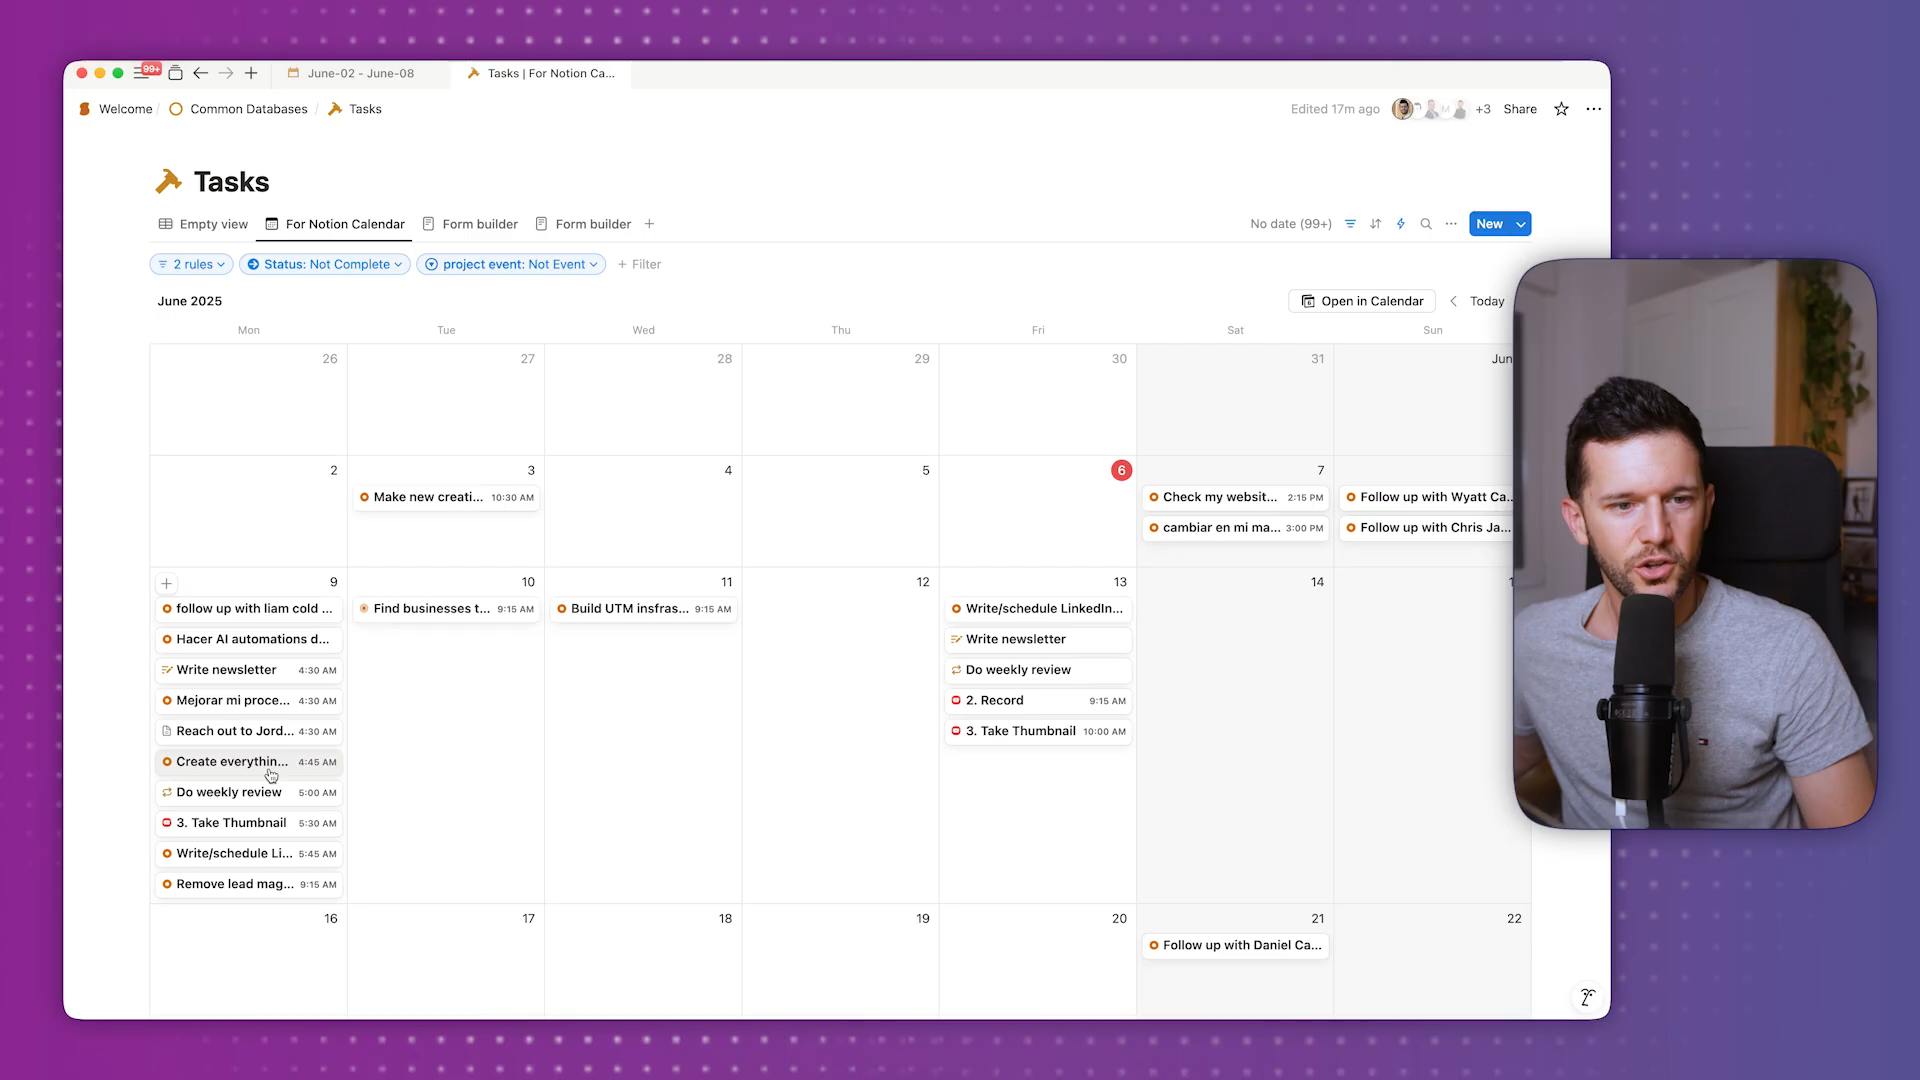 99+
June-02 - June-08
Tasks | For Notion Ca...
Welcome / Common Databases / Tasks
Edited 17m ago
M
+3
Share
Tasks
Empty view
For Notion Calendar
Form builder
Form builder
No date (99+)
New
2 rules
Status: Not Complete
project event: Not Event
+ Filter
June 2025
Open in Calendar
Today
Mon Tue Wed Thu Fri Sat Sun
26 27 28 29 30 31 Jun
2 3 4 5 6 7
Make new creati... 10:30 AM
Check my websit... 2:15 PM
cambiar en mi ma... 3:00 PM
Follow up with Wyatt Ca...
Follow up with Chris Ja...
9 10 11 12 13 14 1
follow up with liam cold ...
Hacer AI automations d...
Write newsletter 4:30 AM
Mejorar mi proce... 4:30 AM
Reach out to Jord... 4:30 AM
Create everythin... 4:45 AM
Do weekly review 5:00 AM
3. Take Thumbnail 5:30 AM
Write/schedule Li... 5:45 AM
Remove lead mag... 9:15 AM
Find businesses t... 9:15 AM
Build UTM insfras... 9:15 AM
Write/schedule LinkedIn...
Write newsletter
Do weekly review
2. Record 9:15 AM
3. Take Thumbnail 10:00 AM
16 17 18 19 20 21 22
Follow up with Daniel Ca...